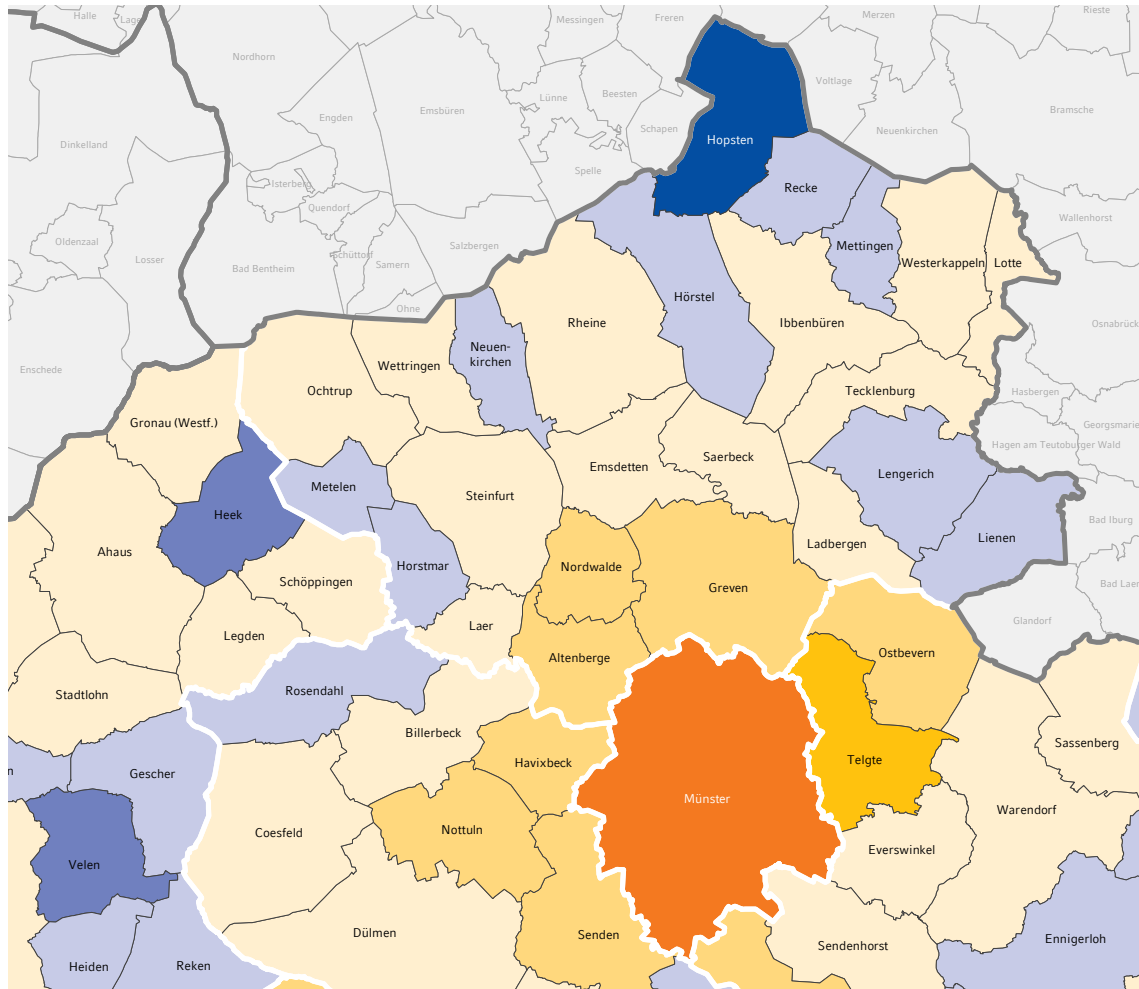 Halle
Lage
Messingen
Freren
Merzen
Rieste
Nordhorn
Lünne
Beesten
Voltlage
Emsbüren
Bramsche
Engden
Schapen
Neuenkirchen
Hopsten
Dinkelland
Spelle
Isterberg
Recke
Quendorf
Wallenhorst
Oldenzaal
Salzbergen
Mettingen
Losser
Schüttorf
Samern
Westerkappeln
Lotte
Bad Bentheim
Hörstel
Ohne
Rheine
Ibbenbüren
Osnabrück
Neuen-
kirchen
Enschede
Wettringen
Ochtrup
Tecklenburg
Hasbergen
Gronau (Westf.)
Georgsmarie
Hagen am Teutoburger Wald
Saerbeck
Emsdetten
Lengerich
Metelen
Steinfurt
Heek
Bad Iburg
Lienen
Ladbergen
Ahaus
Horstmar
Nordwalde
Schöppingen
Bad Laer
Greven
Glandorf
Laer
Legden
Ostbevern
Altenberge
Rosendahl
Stadtlohn
Billerbeck
Sassenberg
Telgte
Havixbeck
n
Gescher
Münster
Warendorf
Nottuln
Coesfeld
Everswinkel
Velen
Dülmen
Senden
Ennigerloh
Sendenhorst
Heiden
Reken